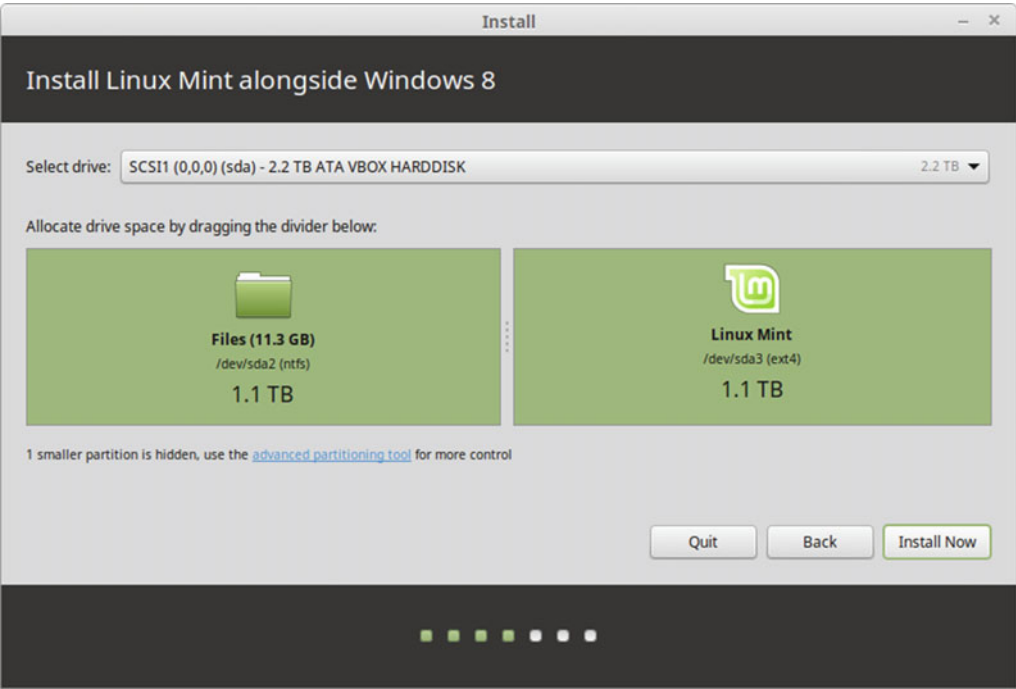 Install
Install Linux Mint alongside Windows 8
Select drive: SCSI1 (0,0,0) (sda) - 2.2 TB ATA VBOX HARDDISK 2.2 TB
Allocate drive space by dragging the divider below:
Files (11.3 GB)
/dev/sda2 (ntfs)
1.1 TB
Linux Mint
/dev/sda3 (ext4)
1.1 TB
1 smaller partition is hidden, use the advanced partitioning tool for more control
Quit Back Install Now